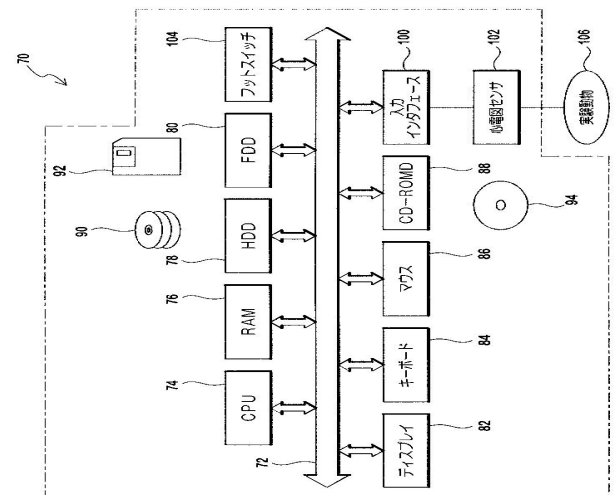 70
92
90
104
フットスイッチ
80
FDD
78
HDD
76
RAM
74
CPU
72
100
入力
インタフェース
102
心電図センサ
106
実験動物
88
CD-ROMD
94
86
マウス
84
キーボード
82
ディスプレイ